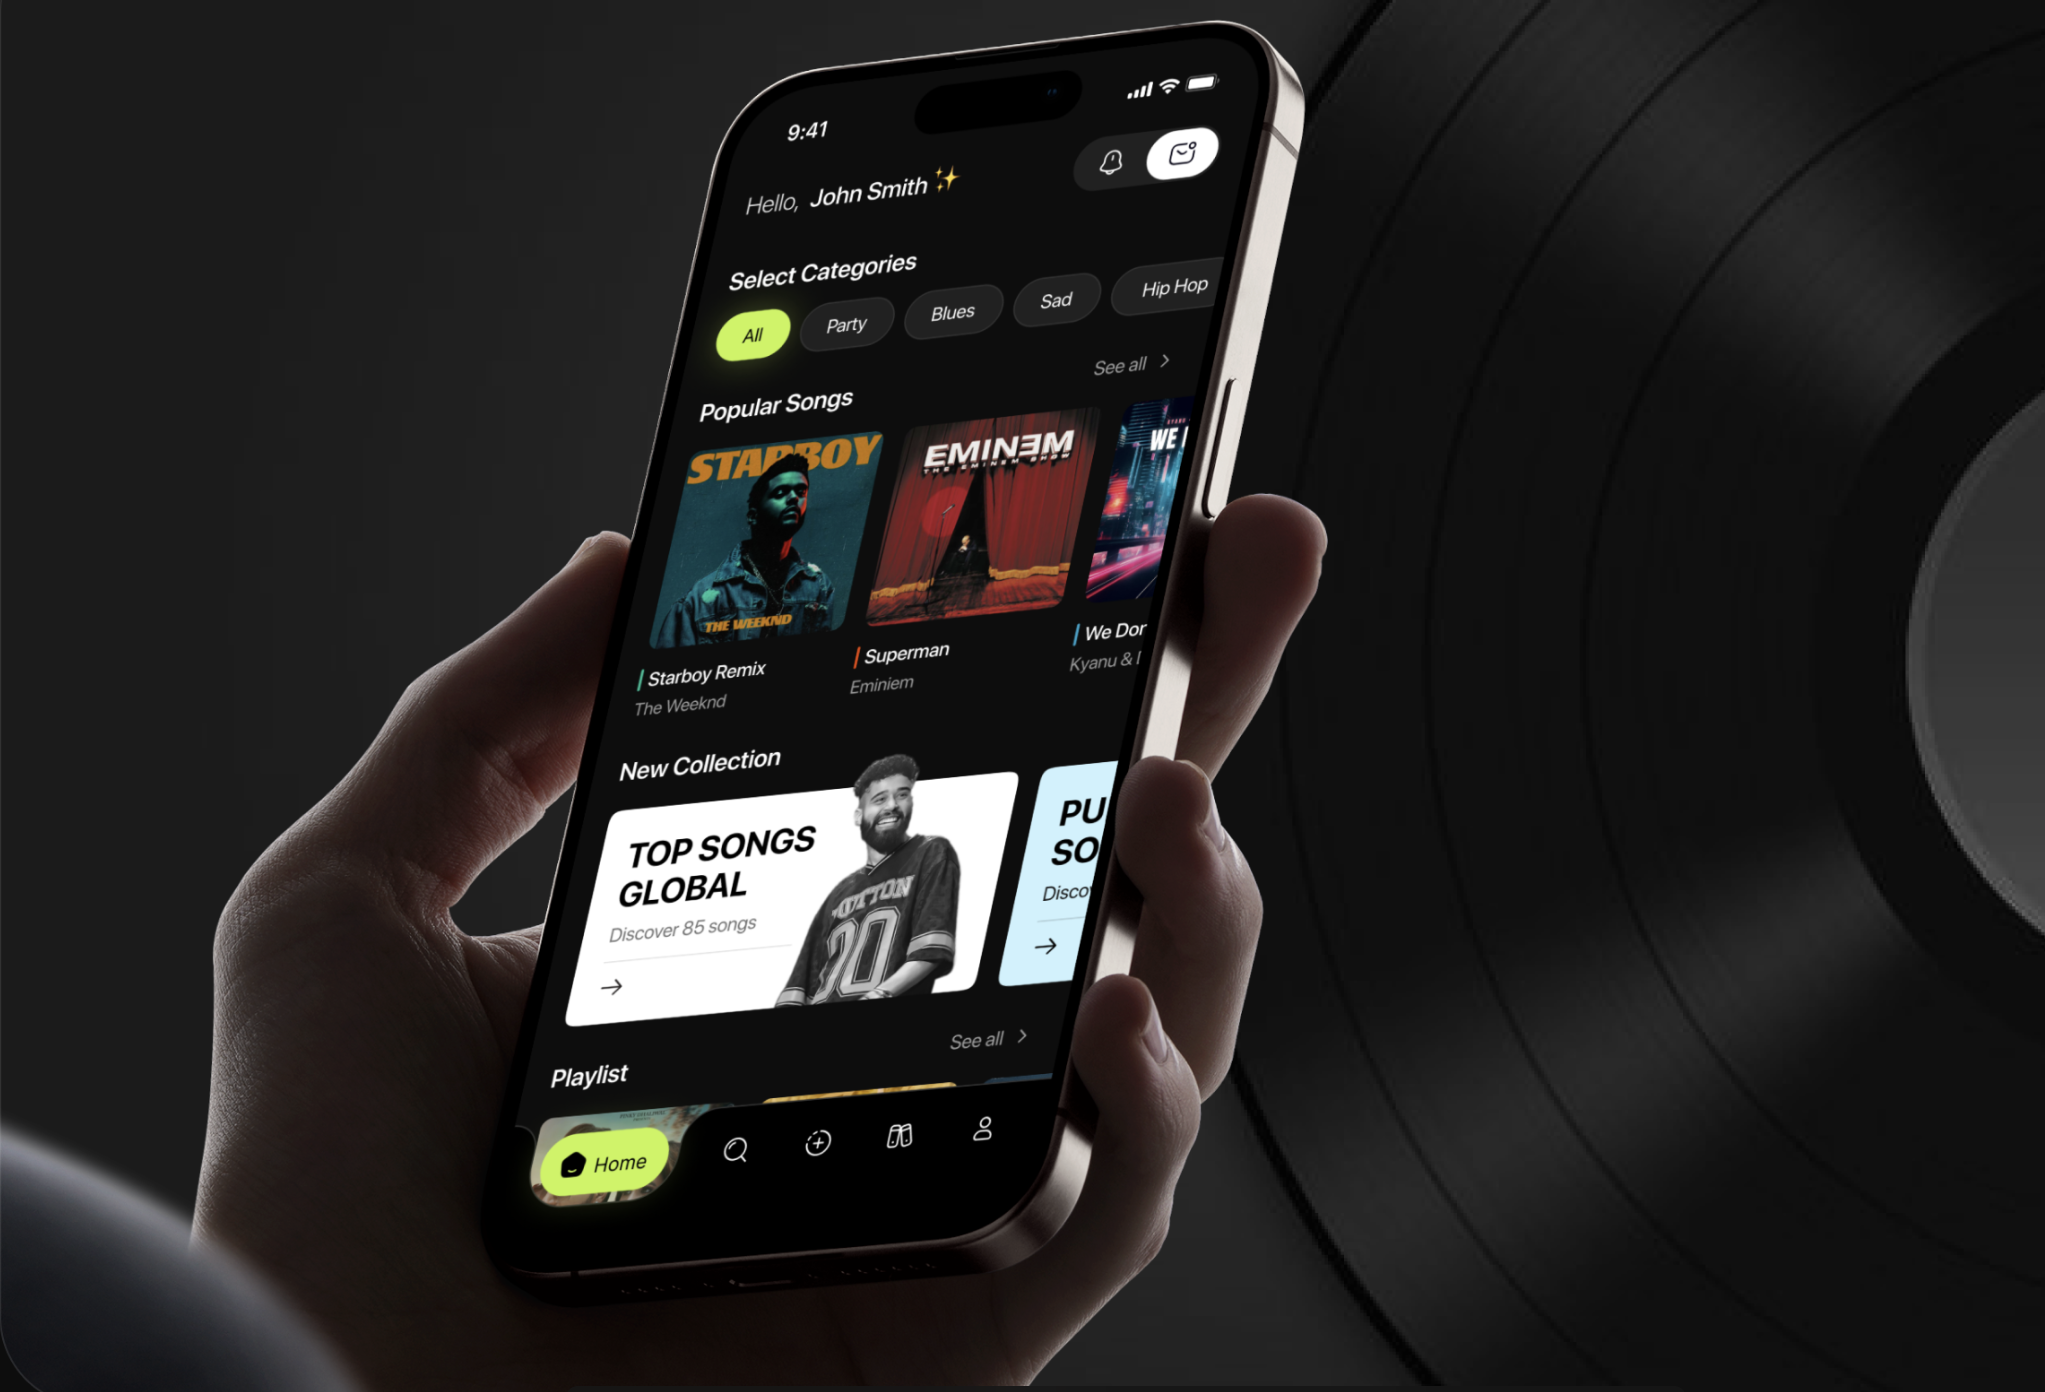 9:41
Hello, John Smith ✨
Select Categories
All
Party
Blues
Sad
Hip Hop
See all
Popular Songs
STARBOY
THE WEEKND
EMINƎM
THE EMINEM SHOW
WE
Starboy Remix
The Weeknd
Superman
Eminiem
We Don
Kyanu &
New Collection
TOP SONGS
GLOBAL
Discover 85 songs
PU
SO
Disco
See all
Playlist
Home